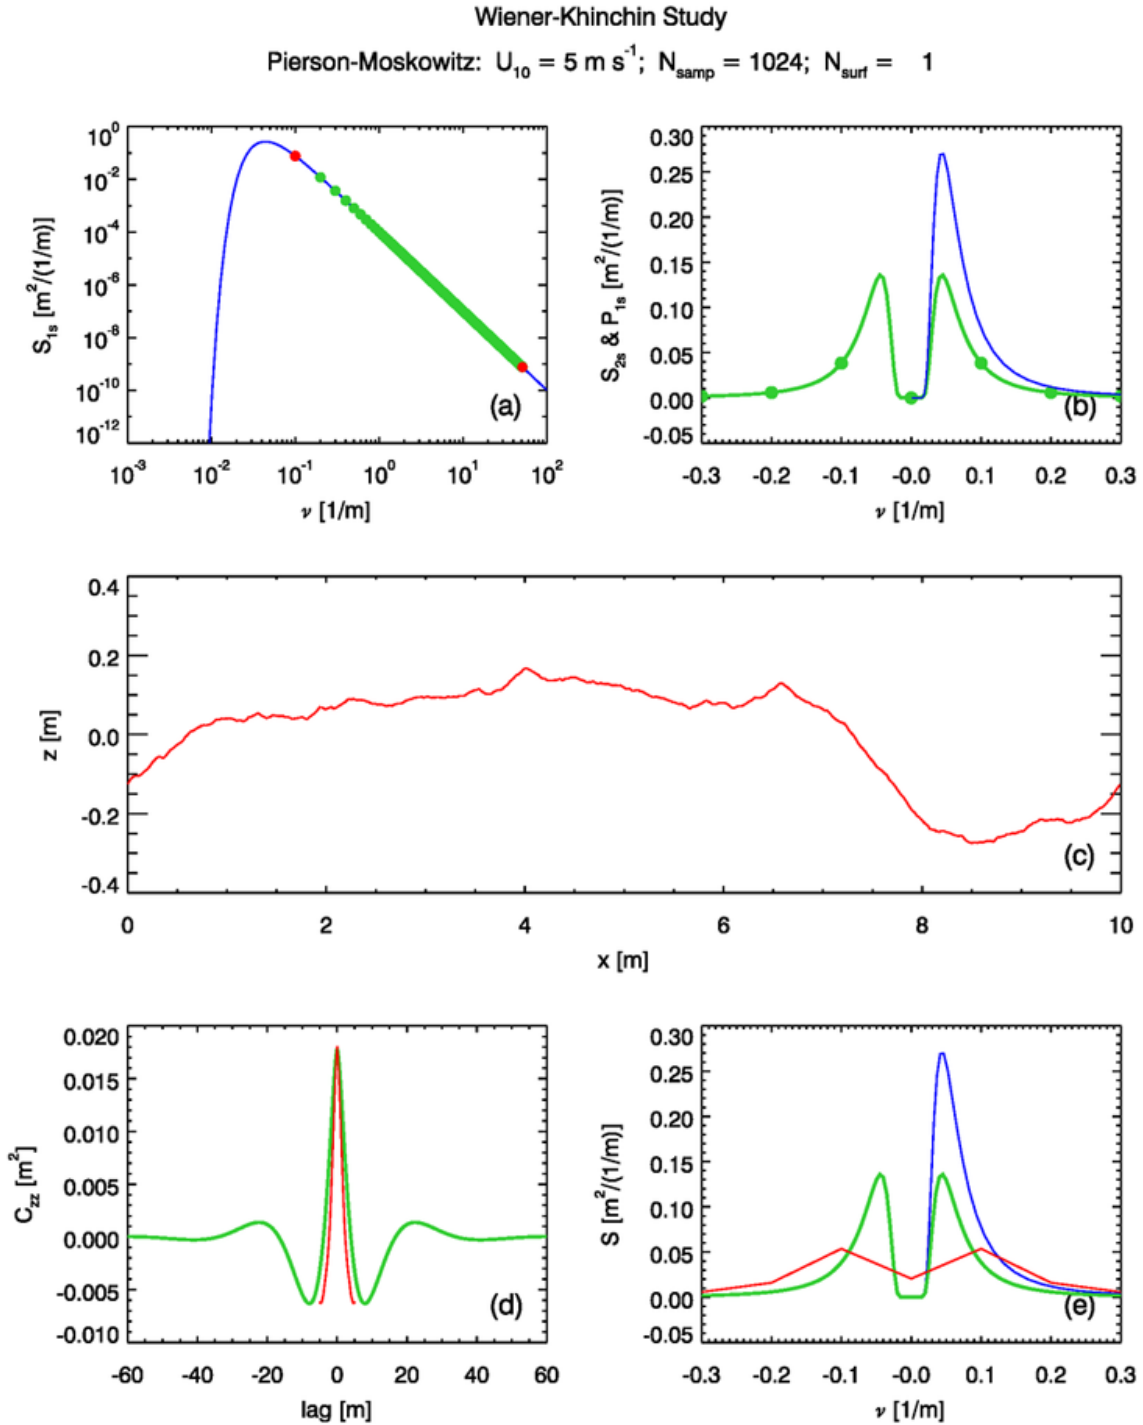 Wiener-Khinchin Study
Pierson-Moskowitz: U10 = 5 m s-1; Nsamp = 1024; Nsurf = 1
S1s [m2/(1/m)]
10^0
10^-2
10^-4
10^-6
10^-8
10^-10
10^-12
(a)
10^-3 10^-2 10^-1 10^0 10^1 10^2
ν [1/m]
S2s & P1s [m2/(1/m)]
0.30
0.25
0.20
0.15
0.10
0.05
0.00
-0.05
(b)
-0.3 -0.2 -0.1 -0.0 0.1 0.2 0.3
ν [1/m]
z [m]
0.4
0.2
0.0
-0.2
-0.4
(c)
0 2 4 6 8 10
x [m]
Czz [m2]
0.020
0.015
0.010
0.005
0.000
-0.005
-0.010
(d)
-60 -40 -20 0 20 40 60
lag [m]
S [m2/(1/m)]
0.30
0.25
0.20
0.15
0.10
0.05
0.00
-0.05
(e)
-0.3 -0.2 -0.1 -0.0 0.1 0.2 0.3
ν [1/m]